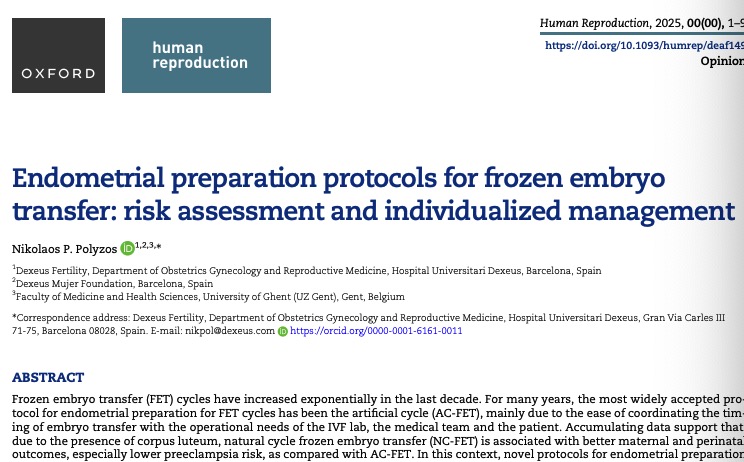 OXFORD
human
reproduction
Human Reproduction, 2025, 00(00), 1–9
https://doi.org/10.1093/humrep/deaf149
Opinion
Endometrial preparation protocols for frozen embryo
transfer: risk assessment and individualized management
Nikolaos P. Polyzos iD 1,2,3,*
1Dexeus Fertility, Department of Obstetrics Gynecology and Reproductive Medicine, Hospital Universitari Dexeus, Barcelona, Spain
2Dexeus Mujer Foundation, Barcelona, Spain
3Faculty of Medicine and Health Sciences, University of Ghent (UZ Gent), Gent, Belgium
*Correspondence address: Dexeus Fertility, Department of Obstetrics Gynecology and Reproductive Medicine, Hospital Universitari Dexeus, Gran Via Carles III
71-75, Barcelona 08028, Spain. E-mail: nikpol@dexeus.com iD https://orcid.org/0000-0001-6161-0011
ABSTRACT
Frozen embryo transfer (FET) cycles have increased exponentially in the last decade. For many years, the most widely accepted pro-
tocol for endometrial preparation for FET cycles has been the artificial cycle (AC-FET), mainly due to the ease of coordinating the tim-
ing of embryo transfer with the operational needs of the IVF lab, the medical team and the patient. Accumulating data support that
due to the presence of corpus luteum, natural cycle frozen embryo transfer (NC-FET) is associated with better maternal and perinatal
outcomes, especially lower preeclampsia risk, as compared with AC-FET. In this context, novel protocols for endometrial preparation